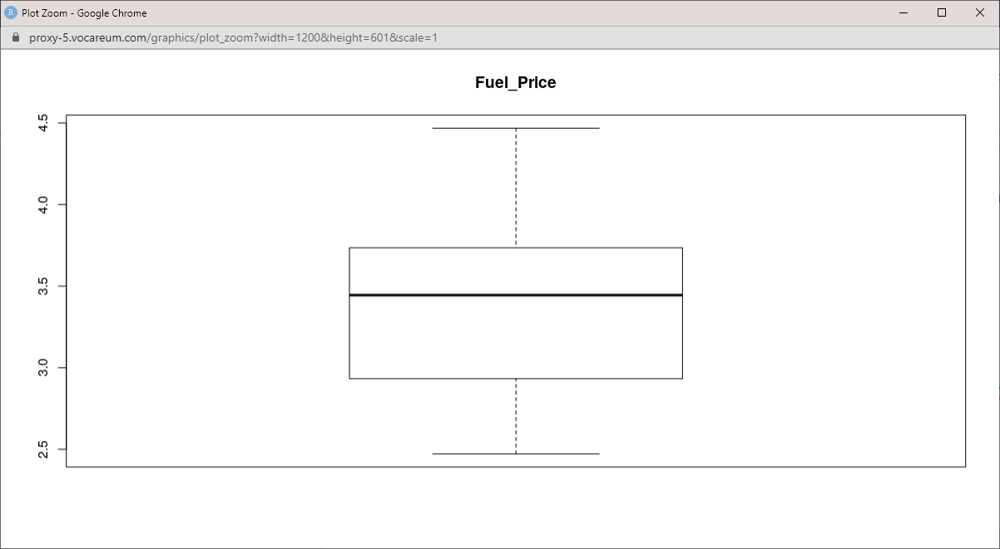 R Plot Zoom - Google Chrome
proxy-5.vocareum.com/graphics/plot_zoom?width=1200&height=601&scale=1
Fuel_Price
4.5
4.0
3.5
3.0
2.5